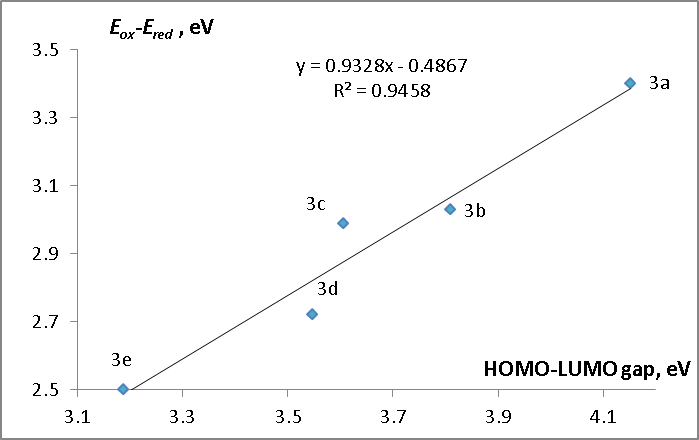 Eox-Ered , eV
y = 0.9328x - 0.4867
R² = 0.9458
3.5
3.3
3.1
2.9
2.7
2.5
3a
3b
3c
3d
3e
HOMO-LUMO gap, eV
3.1 3.3 3.5 3.7 3.9 4.1